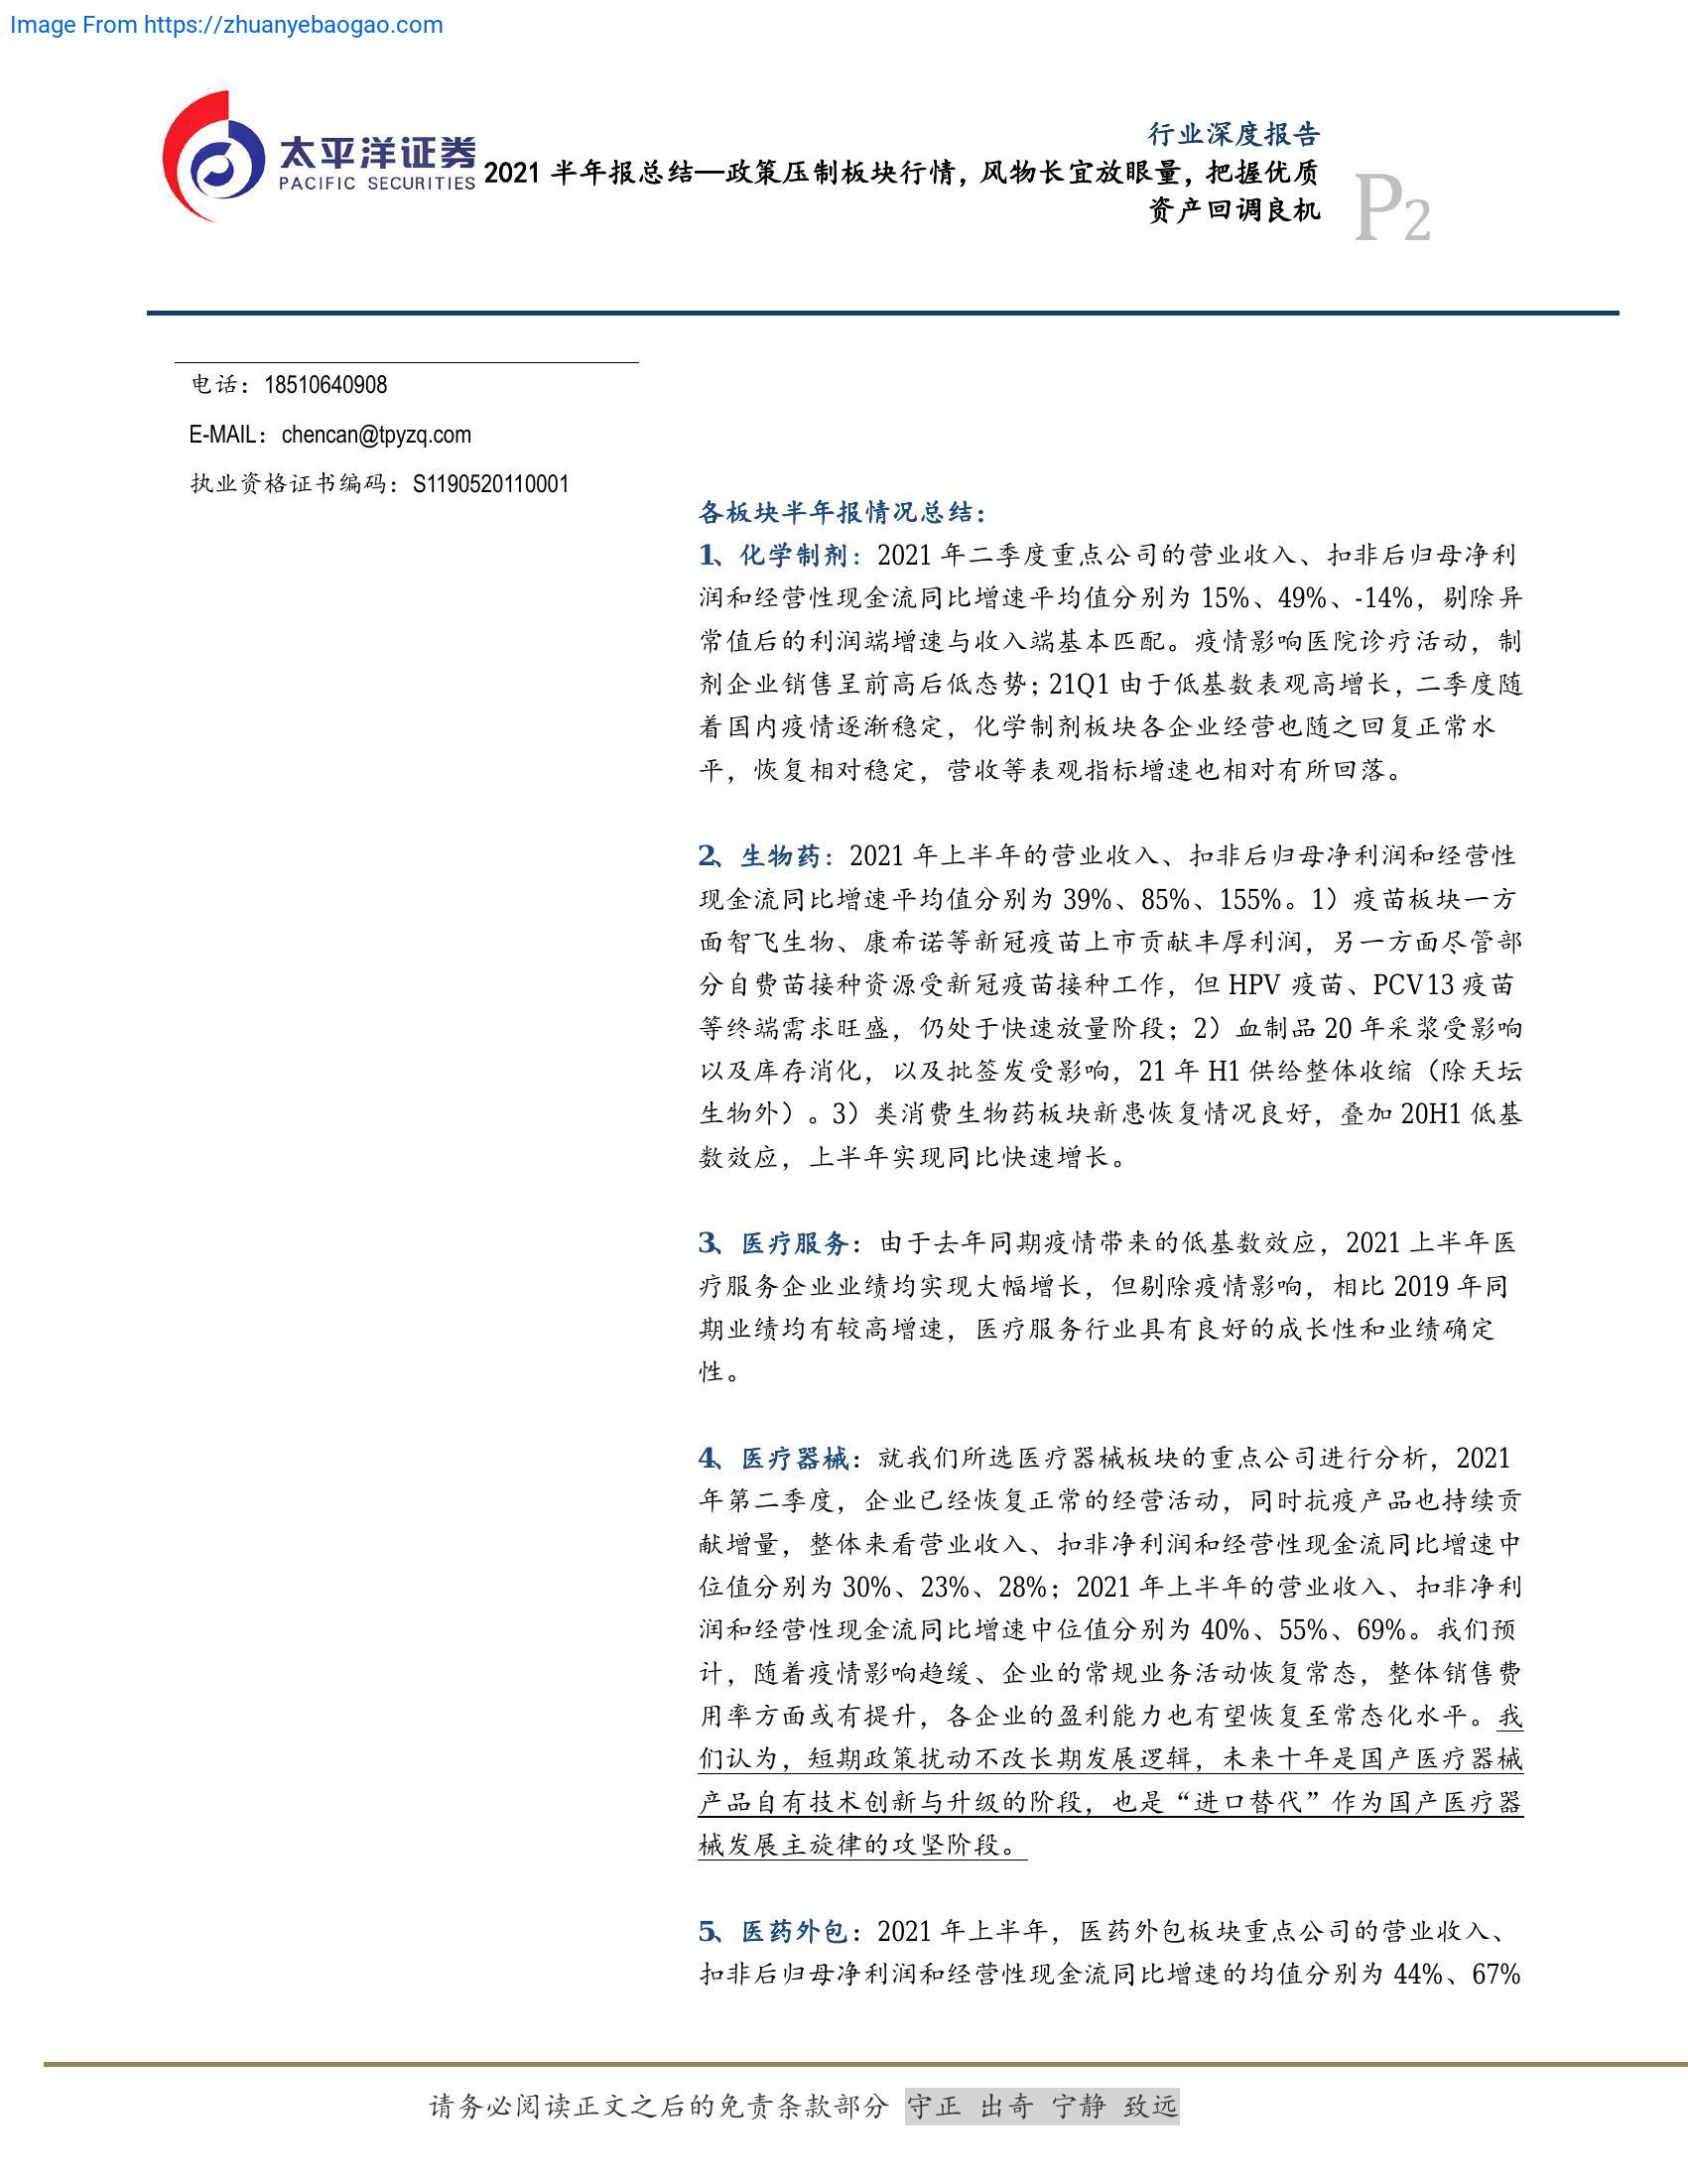 Image From https://zhuanyebaogao.com
太平洋证券
PACIFIC SECURITIES
行业深度报告
2021 半年报总结—政策压制板块行情，风物长宜放眼量，把握优质
资产回调良机
P2
电话：18510640908
E-MAIL：chencan@tpyzq.com
执业资格证书编码：S1190520110001
各板块半年报情况总结：
1、化学制剂：2021 年二季度重点公司的营业收入、扣非后归母净利
润和经营性现金流同比增速平均值分别为 15%、49%、-14%，剔除异
常值后的利润端增速与收入端基本匹配。疫情影响医院诊疗活动，制
剂企业销售呈前高后低态势；21Q1 由于低基数表观高增长，二季度随
着国内疫情逐渐稳定，化学制剂板块各企业经营也随之回复正常水
平，恢复相对稳定，营收等表观指标增速也相对有所回落。
2、生物药：2021 年上半年的营业收入、扣非后归母净利润和经营性
现金流同比增速平均值分别为 39%、85%、155%。1）疫苗板块一方
面智飞生物、康希诺等新冠疫苗上市贡献丰厚利润，另一方面尽管部
分自费苗接种资源受新冠疫苗接种工作，但 HPV 疫苗、PCV13 疫苗
等终端需求旺盛，仍处于快速放量阶段；2）血制品 20 年采浆受影响
以及库存消化，以及批签发受影响，21 年 H1 供给整体收缩（除天坛
生物外）。3）类消费生物药板块新患恢复情况良好，叠加 20H1 低基
数效应，上半年实现同比快速增长。
3、医疗服务：由于去年同期疫情带来的低基数效应，2021 上半年医
疗服务企业业绩均实现大幅增长，但剔除疫情影响，相比 2019 年同
期业绩均有较高增速，医疗服务行业具有良好的成长性和业绩确定
性。
4、医疗器械：就我们所选医疗器械板块的重点公司进行分析，2021
年第二季度，企业已经恢复正常的经营活动，同时抗疫产品也持续贡
献增量，整体来看营业收入、扣非净利润和经营性现金流同比增速中
位值分别为 30%、23%、28%；2021 年上半年的营业收入、扣非净利
润和经营性现金流同比增速中位值分别为 40%、55%、69%。我们预
计，随着疫情影响趋缓、企业的常规业务活动恢复常态，整体销售费
用率方面或有提升，各企业的盈利能力也有望恢复至常态化水平。我
们认为，短期政策扰动不改长期发展逻辑，未来十年是国产医疗器械
产品自有技术创新与升级的阶段，也是“进口替代”作为国产医疗器
械发展主旋律的攻坚阶段。
5、医药外包：2021 年上半年，医药外包板块重点公司的营业收入、
扣非后归母净利润和经营性现金流同比增速的均值分别为 44%、67%
请务必阅读正文之后的免责条款部分 守正 出奇 宁静 致远